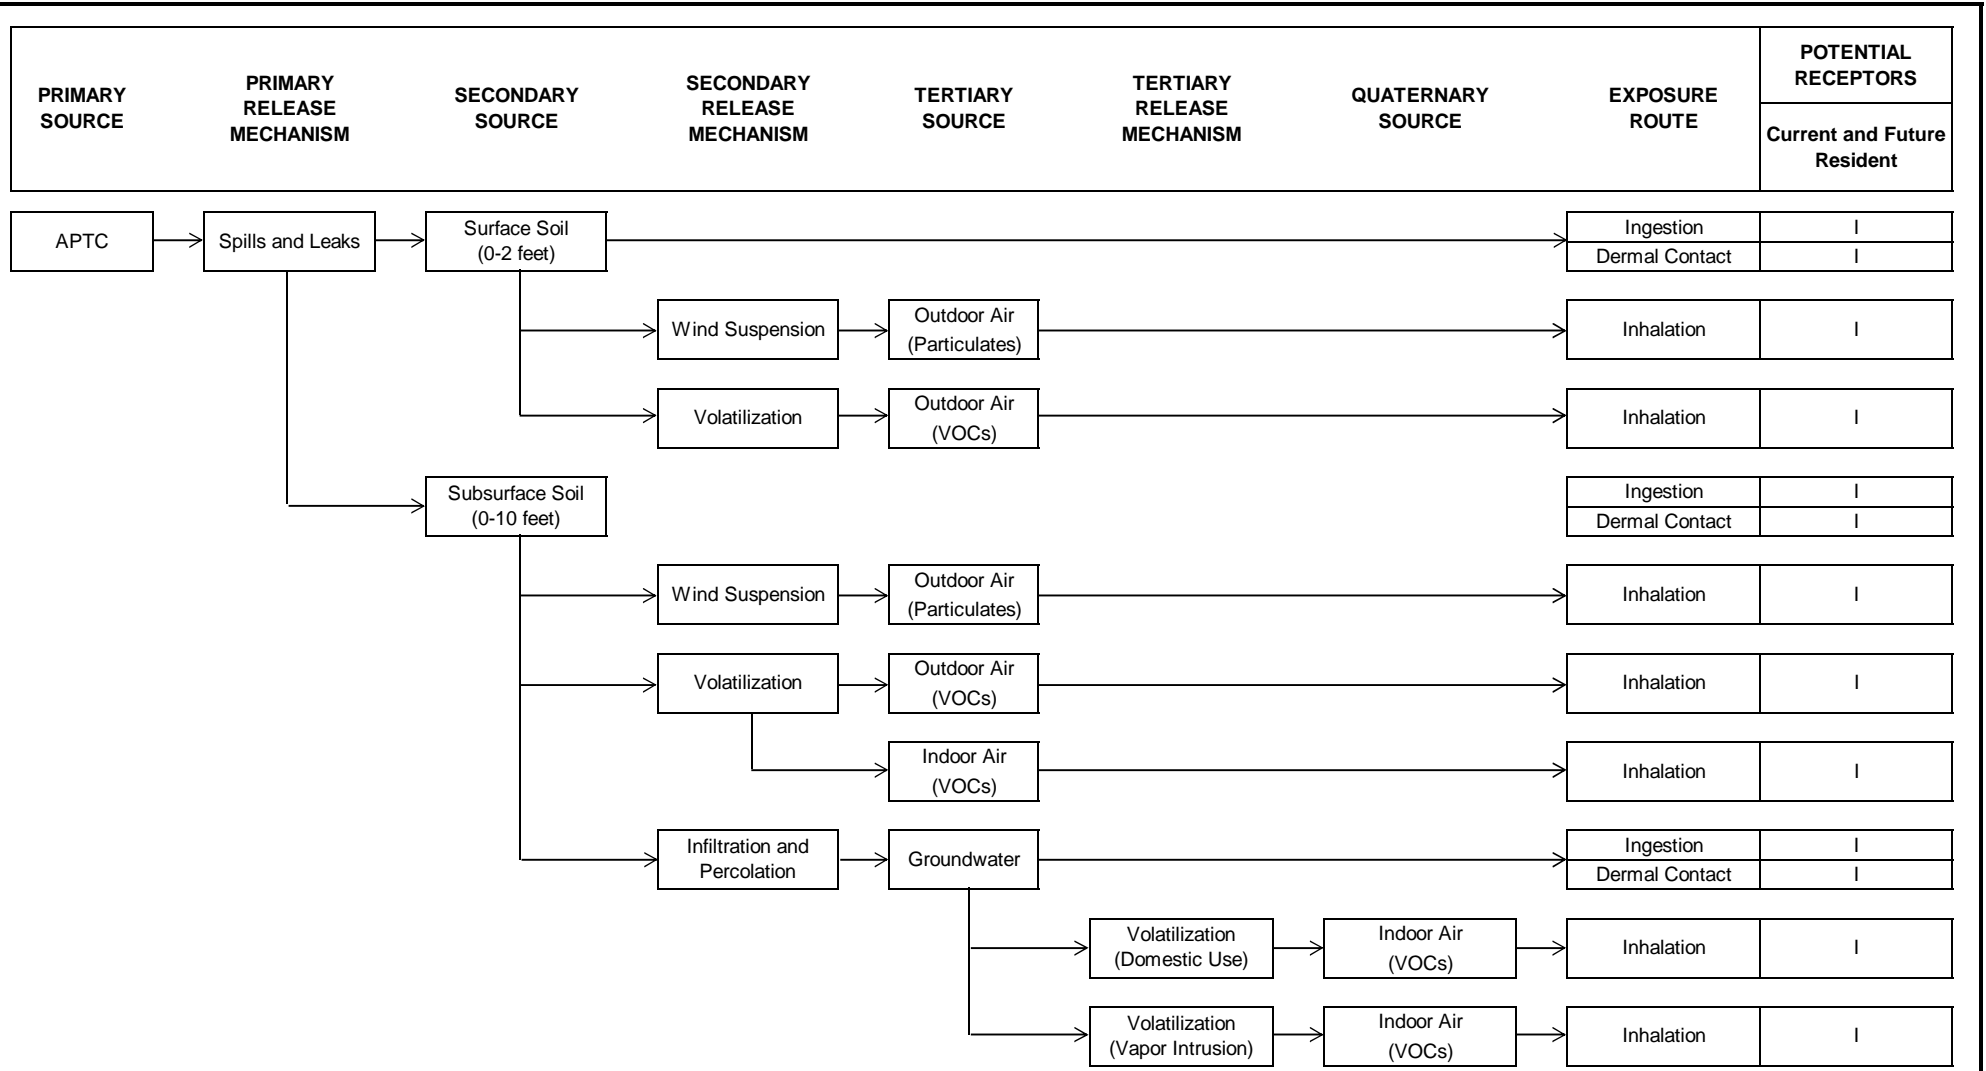 PRIMARY
SOURCE
PRIMARY
RELEASE
MECHANISM
SECONDARY
SOURCE
SECONDARY
RELEASE
MECHANISM
TERTIARY
SOURCE
TERTIARY
RELEASE
MECHANISM
QUATERNARY
SOURCE
EXPOSURE
ROUTE
POTENTIAL
RECEPTORS
Current and Future
Resident
APTC
Spills and Leaks
Surface Soil
(0-2 feet)
Ingestion
I
Dermal Contact
I
Wind Suspension
Outdoor Air
(Particulates)
Inhalation
I
Volatilization
Outdoor Air
(VOCs)
Inhalation
I
Subsurface Soil
(0-10 feet)
Ingestion
I
Dermal Contact
I
Wind Suspension
Outdoor Air
(Particulates)
Inhalation
I
Volatilization
Outdoor Air
(VOCs)
Inhalation
I
Indoor Air
(VOCs)
Inhalation
I
Infiltration and
Percolation
Groundwater
Ingestion
I
Dermal Contact
I
Volatilization
(Domestic Use)
Indoor Air
(VOCs)
Inhalation
I
Volatilization
(Vapor Intrusion)
Indoor Air
(VOCs)
Inhalation
I